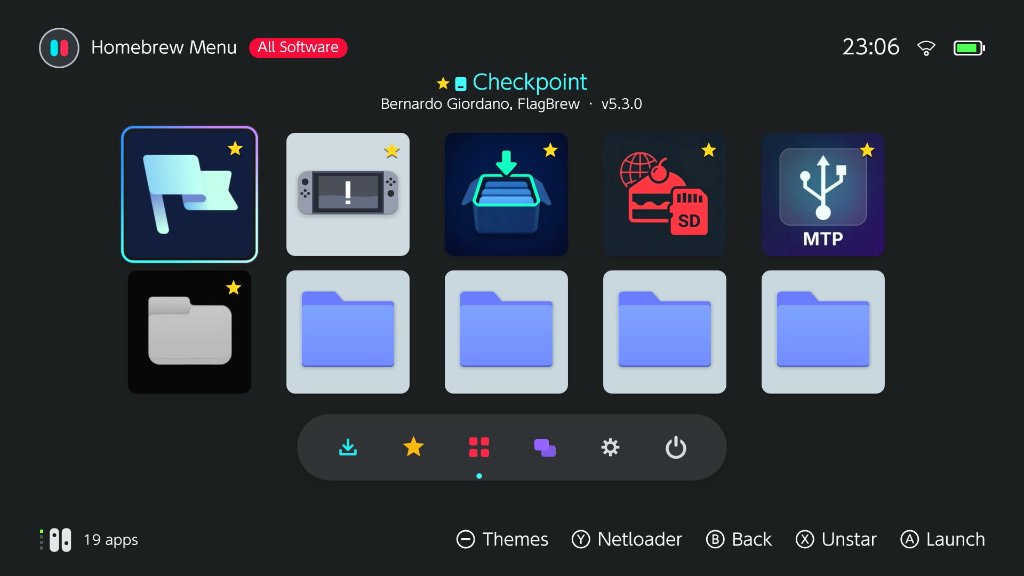 Homebrew Menu All Software 23:06
Checkpoint
Bernardo Giordano, FlagBrew · v5.3.0
!
SD
MTP
19 apps
Themes Y Netloader B Back X Unstar A Launch